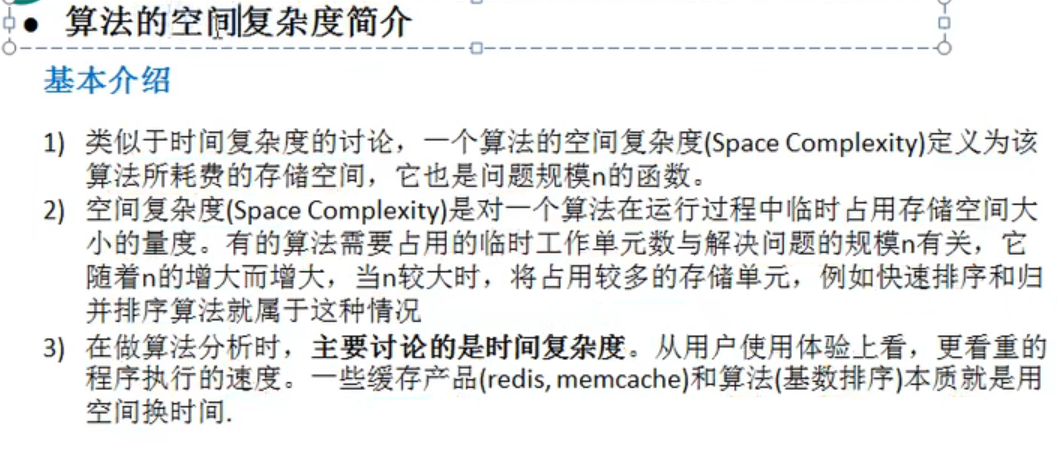 • 算法的空间复杂度简介
基本介绍
1) 类似于时间复杂度的讨论，一个算法的空间复杂度(Space Complexity)定义为该
算法所耗费的存储空间，它也是问题规模n的函数。
2) 空间复杂度(Space Complexity)是对一个算法在运行过程中临时占用存储空间大
小的量度。有的算法需要占用的临时工作单元数与解决问题的规模n有关，它
随着n的增大而增大，当n较大时，将占用较多的存储单元，例如快速排序和归
并排序算法就属于这种情况
3) 在做算法分析时，主要讨论的是时间复杂度。从用户使用体验上看，更看重的
程序执行的速度。一些缓存产品(redis, memcache)和算法(基数排序)本质就是用
空间换时间.